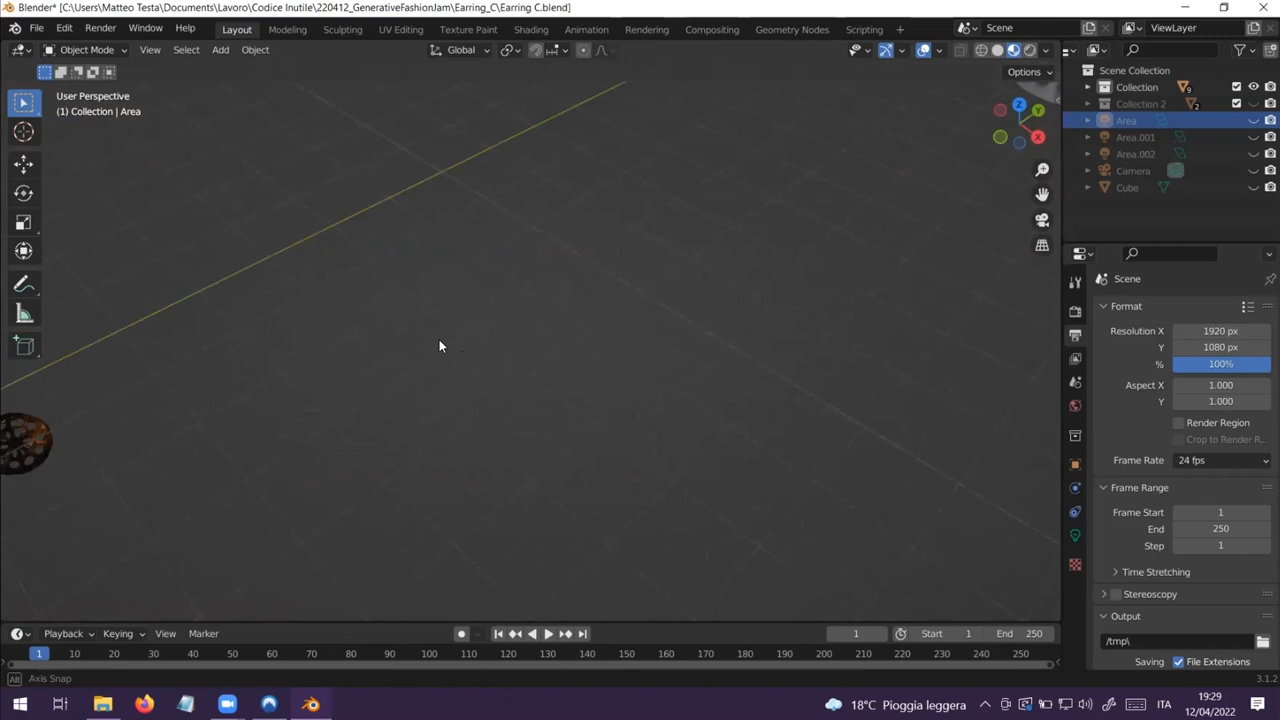 Blender* [C:\Users\Matteo Testa\Documents\Lavoro\Codice Inutile\220412_GenerativeFashionJam\Earring_C\Earring C.blend]
File Edit Render Window Help Layout Modeling Sculpting UV Editing Texture Paint Shading Animation Rendering Compositing Geometry Nodes Scripting + Scene ViewLayer
Object Mode View Select Add Object Global
Options
User Perspective
(1) Collection | Area
Z
Y
X
Scene Collection
Collection 9
Collection 2 2
Area
Area.001
Area.002
Camera
Cube
Scene
Format
Resolution X 1920 px
Y 1080 px
% 100%
Aspect X 1.000
Y 1.000
Render Region
Crop to Render R...
Frame Rate 24 fps
Frame Range
Frame Start 1
End 250
Step 1
Time Stretching
Stereoscopy
Output
/tmp\
Saving File Extensions
Playback Keying View Marker 1 Start 1 End 250
1 10 20 30 40 50 60 70 80 90 100 110 120 130 140 150 160 170 180 190 200 210 220 230 240 250
Alt Axis Snap 3.1.2
18°C Pioggia leggera ITA 19:29
12/04/2022